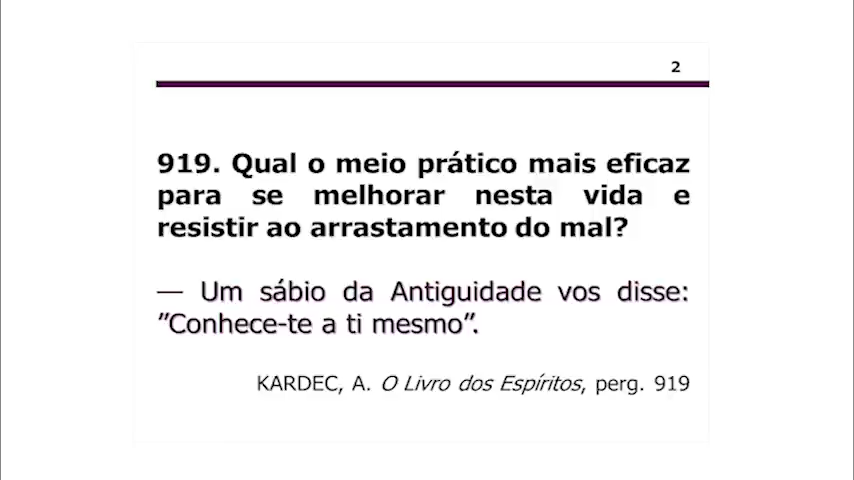 2
919. Qual o meio prático mais eficaz
para se melhorar nesta vida e
resistir ao arrastamento do mal?
— Um sábio da Antiguidade vos disse:
”Conhece-te a ti mesmo”.
KARDEC, A. O Livro dos Espíritos, perg. 919